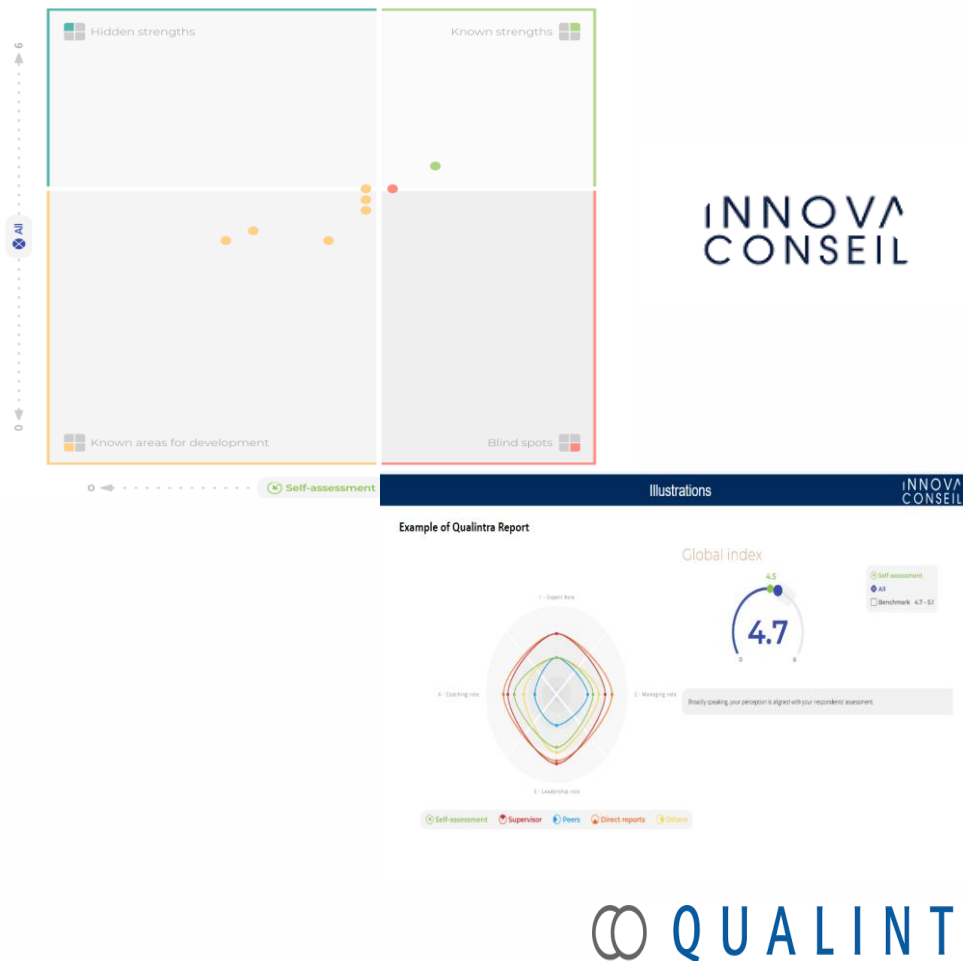 Hidden strengths
Known strengths
6
All
0
INNOVA
CONSEIL
Known areas for development
Blind spots
0
Self-assessment
Illustrations
INNOVA
CONSEIL
Example of Qualintra Report
Global index
4.5
4.7
0
6
Self-assessment
All
Benchmark 4.7 - 5.1
1 - Expert Role
4 - Coaching role
2 - Managing role
3 - Leadership role
Broadly speaking, your perception is aligned with your respondents' assessment.
Self-assessment
Supervisor
Peers
Direct reports
Others
QUALINT